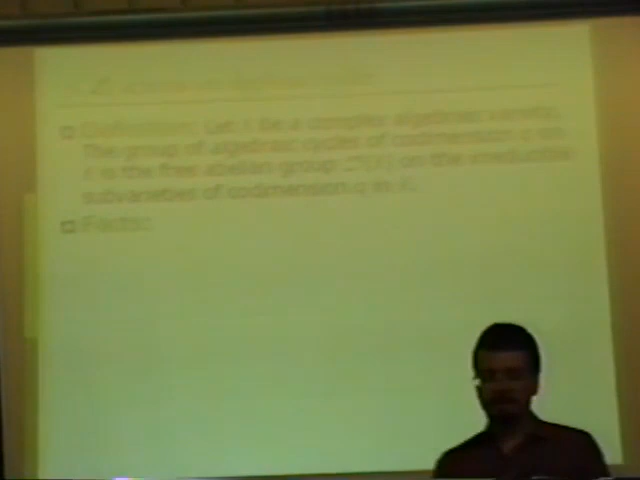 Definition: Let X be a complex algebraic variety.
The group of algebraic cycles of codimension q on
X is the free abelian group on the irreducible
subvarieties of codimension q in X.
Facts: